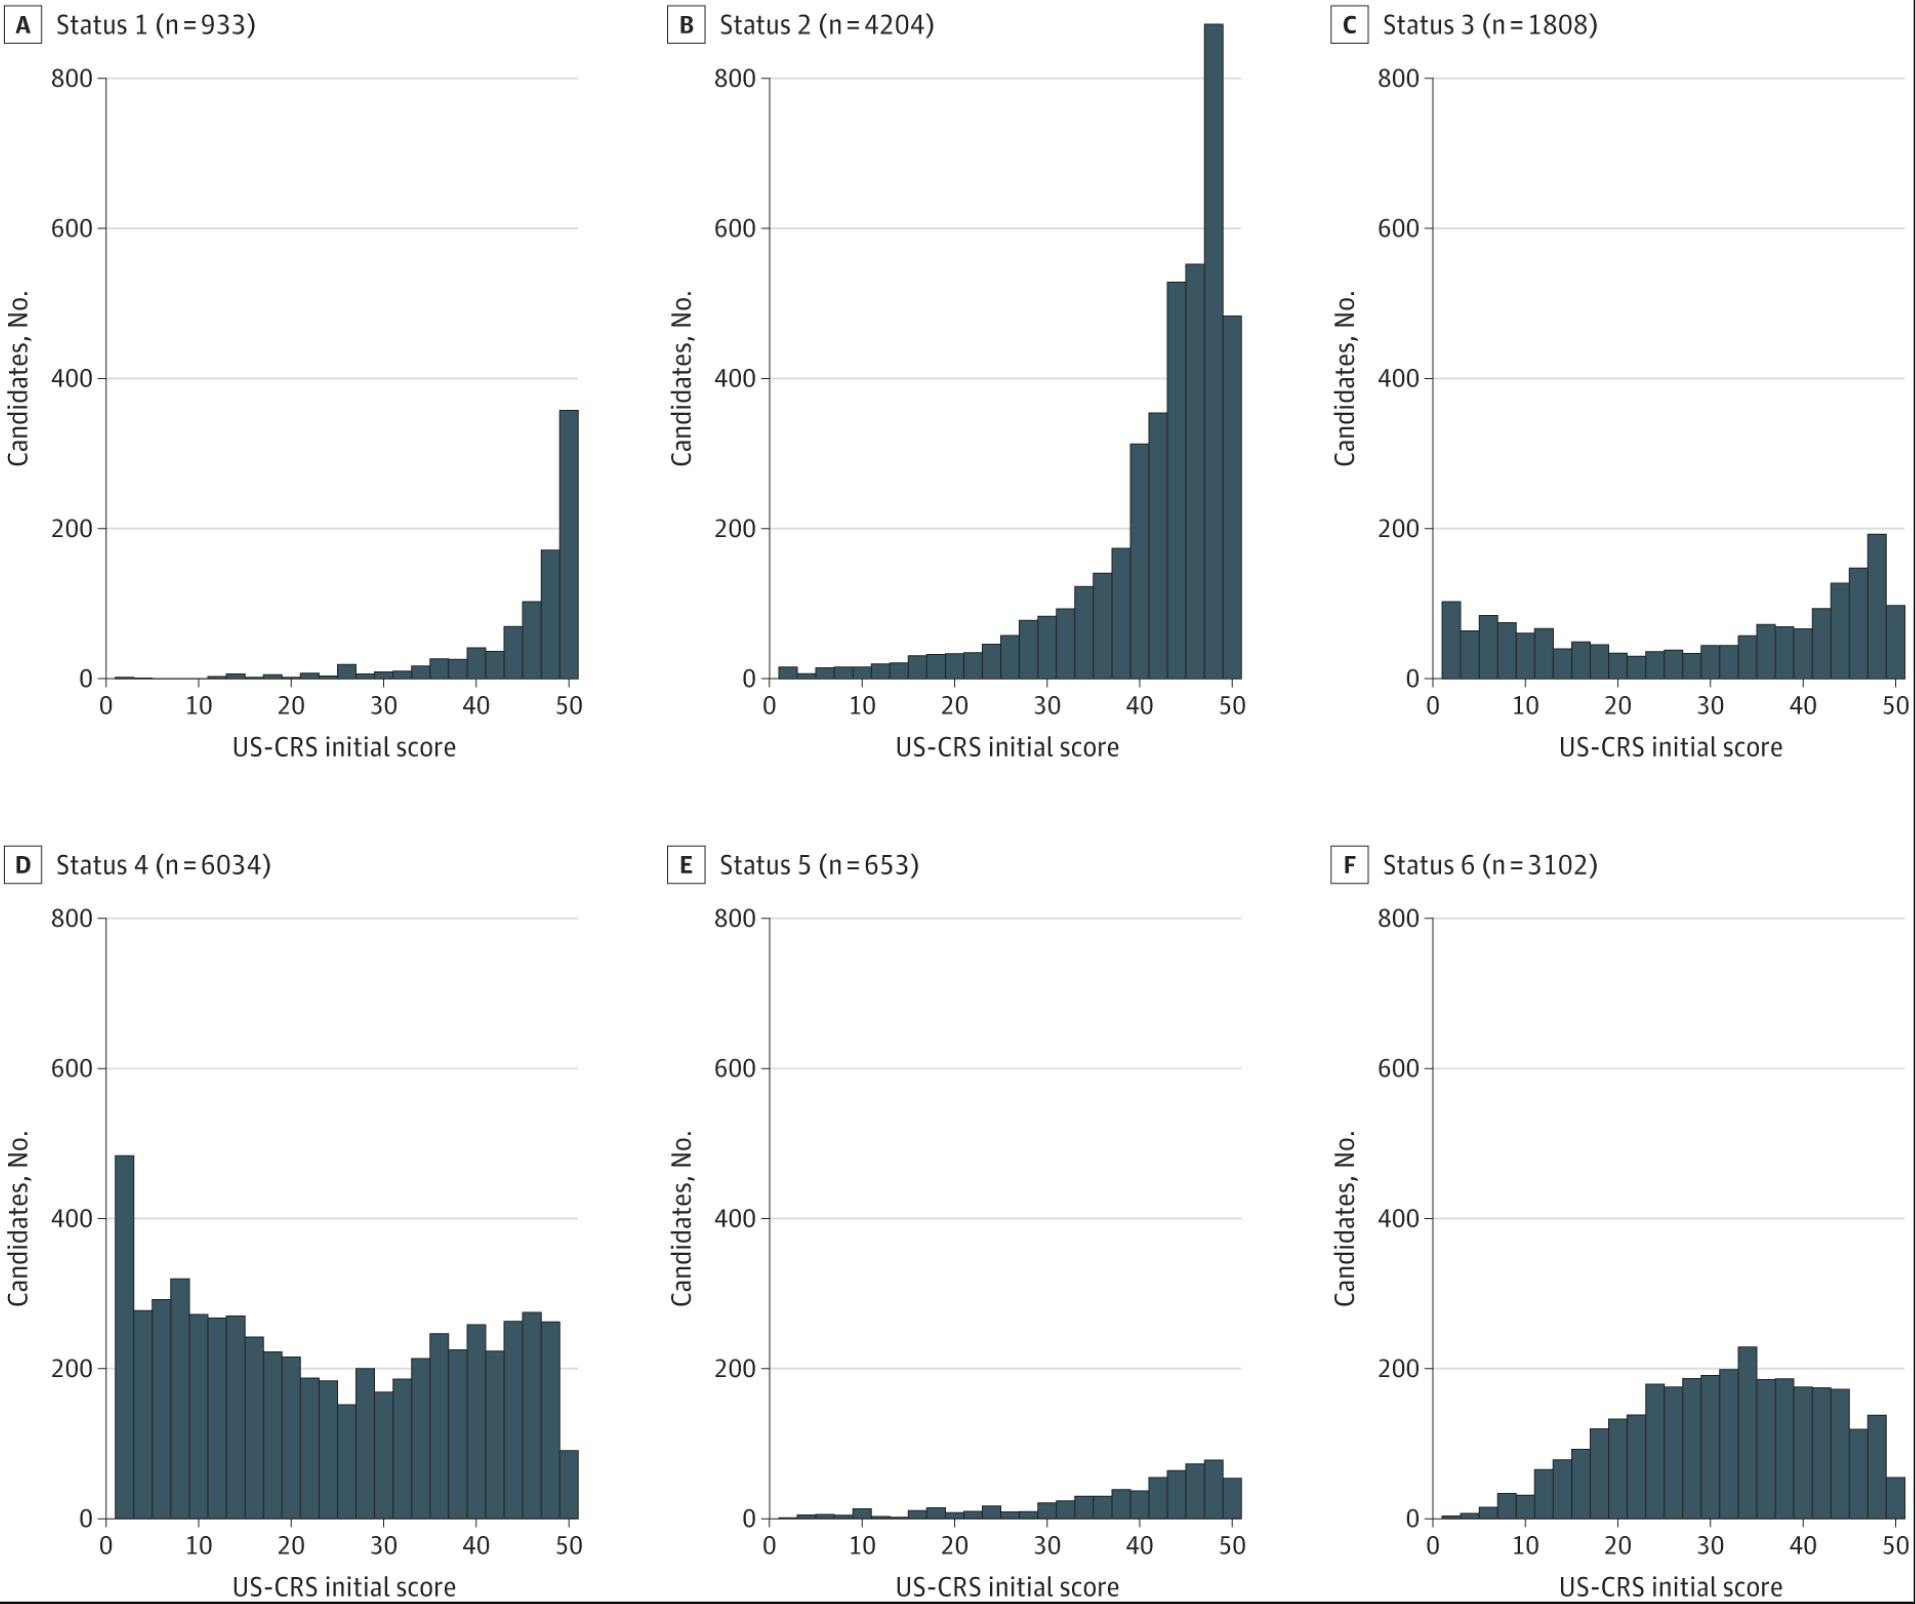 A Status 1 (n=933)
800
600
400
200
0
0 10 20 30 40 50
Candidates, No.
US-CRS initial score
B Status 2 (n=4204)
800
600
400
200
0
0 10 20 30 40 50
Candidates, No.
US-CRS initial score
C Status 3 (n=1808)
800
600
400
200
0
0 10 20 30 40 50
Candidates, No.
US-CRS initial score
D Status 4 (n=6034)
800
600
400
200
0
0 10 20 30 40 50
Candidates, No.
US-CRS initial score
E Status 5 (n=653)
800
600
400
200
0
0 10 20 30 40 50
Candidates, No.
US-CRS initial score
F Status 6 (n=3102)
800
600
400
200
0
0 10 20 30 40 50
Candidates, No.
US-CRS initial score